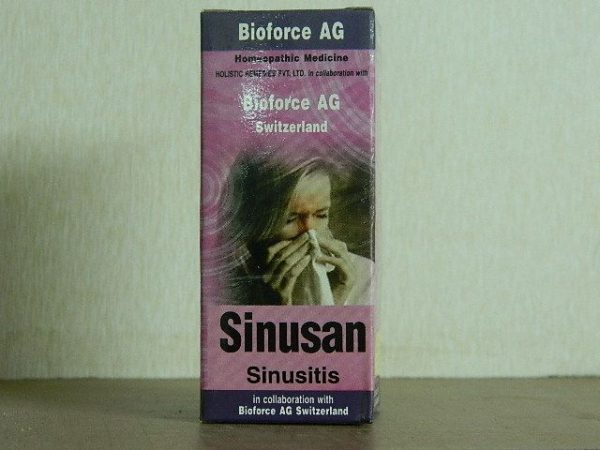 Bioforce AG
Homoeopathic Medicine
HOLISTIC REMEDIES PVT. LTD. in collaboration with
Bioforce AG
Switzerland
Sinusan
Sinusitis
in collaboration with
Bioforce AG Switzerland